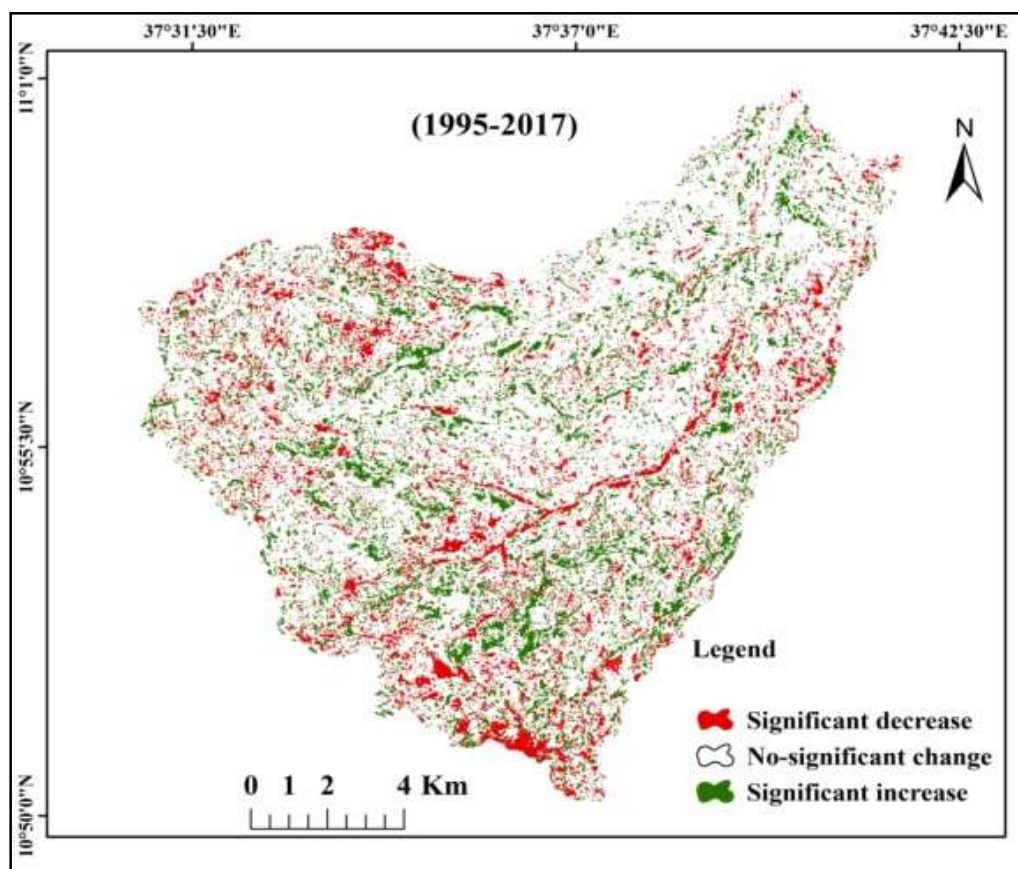 37°31'30"E 37°37'0"E 37°42'30"E
11°1'0"N
(1995-2017)
N
10°55'30"N
Legend
Significant decrease
No-significant change
Significant increase
0 1 2 4 Km
10°50'0"N